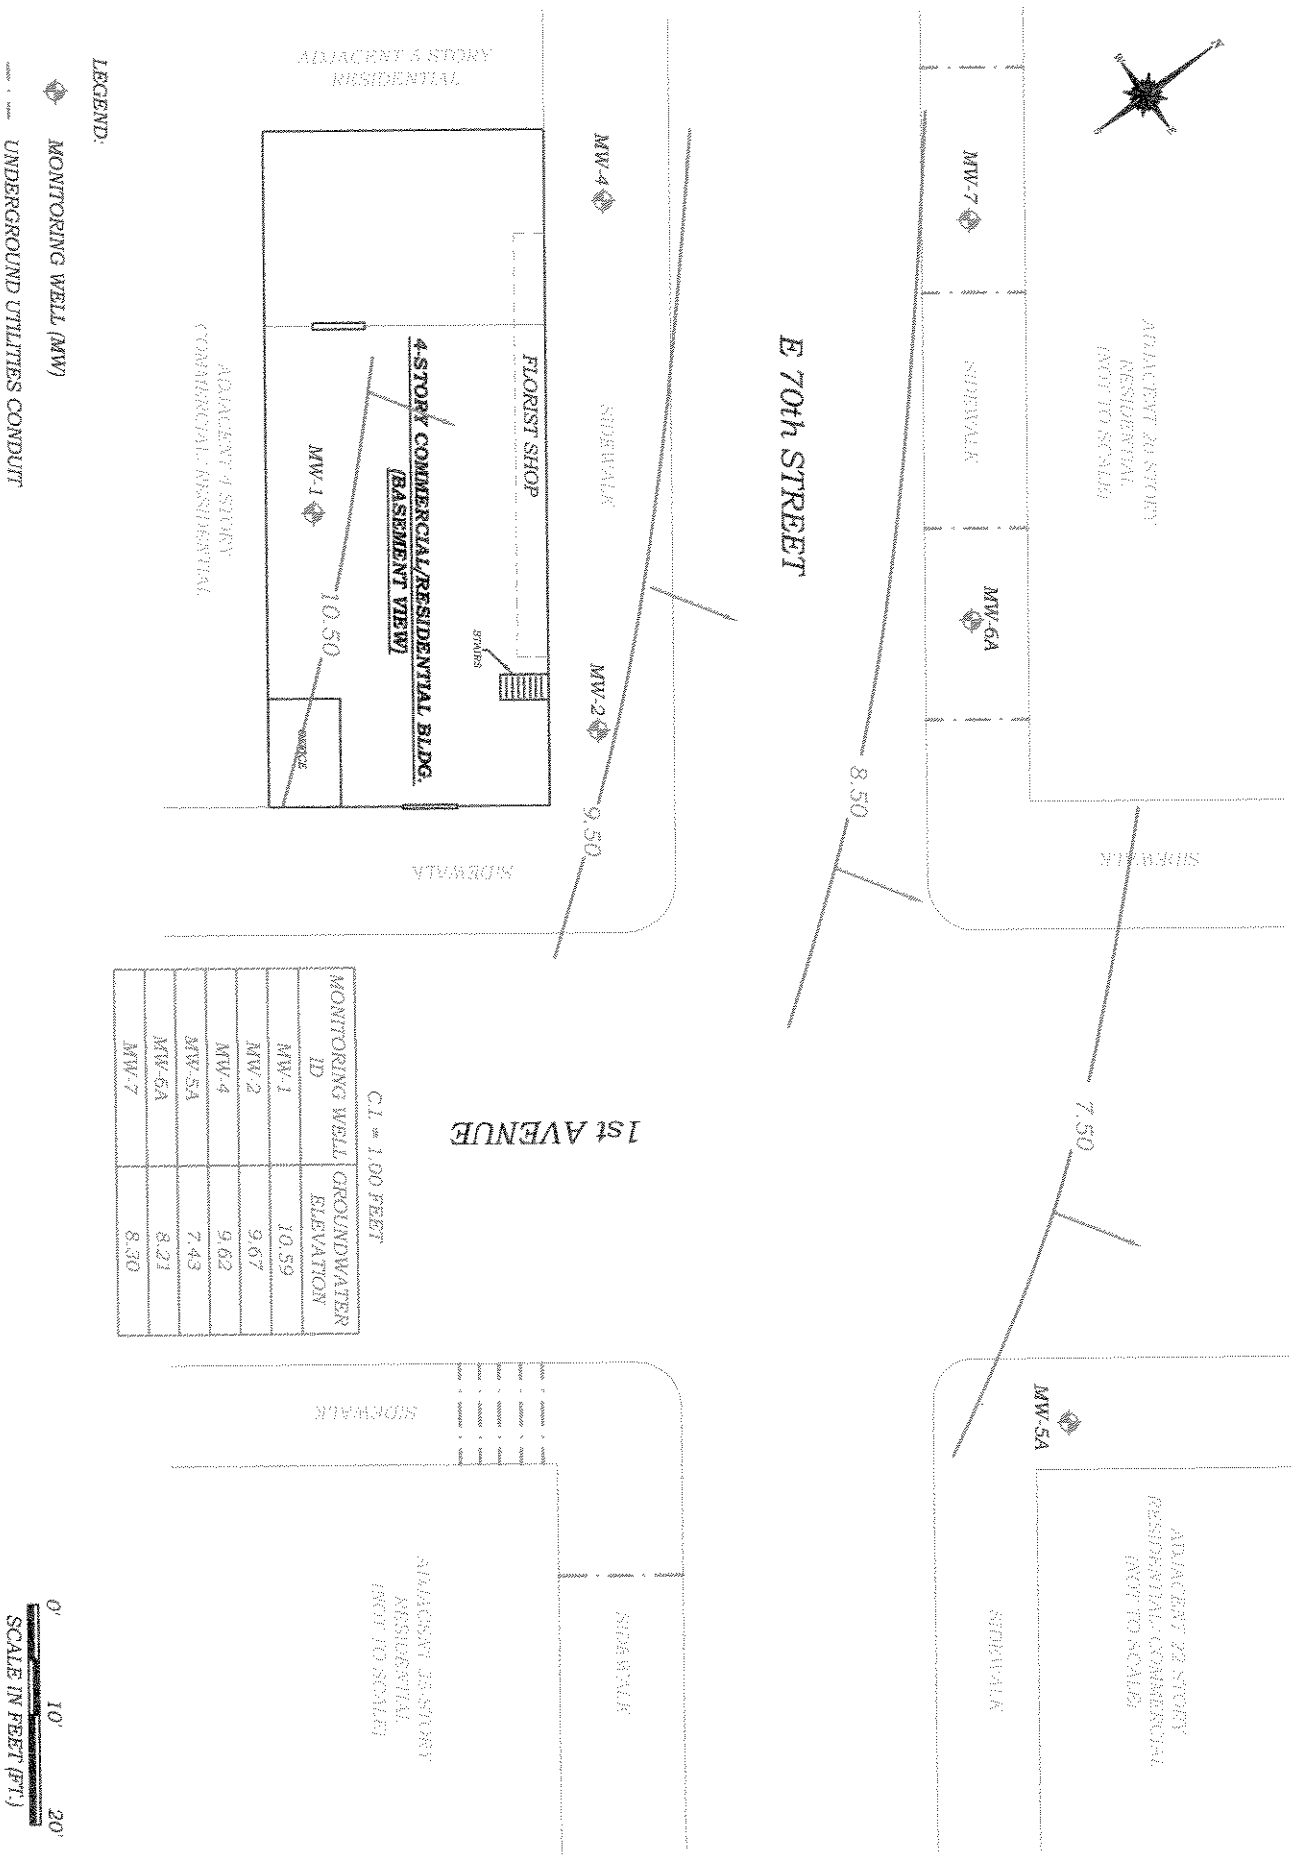 ADJACENT 20 STORY
RESIDENTIAL
(NOT TO SCALE)
ADJACENT 22 STORY
RESIDENTIAL-COMMERCIAL
(NOT TO SCALE)
SIDEWALK
7.50
MW-5A
MW-7
SIDEWALK
MW-6A
SIDEWALK
8.50
E 70th STREET
1st AVENUE
MW-4
SIDEWALK
MW-2
9.50
SIDEWALK
ADJACENT 5 STORY
RESIDENTIAL
FLORIST SHOP
STAIRS
4-STORY COMMERCIAL/RESIDENTIAL BLDG.
(BASEMENT VIEW)
MW-1
10.50
OFFICE
SIDEWALK
SIDEWALK
ADJACENT 4 STORY
COMMERCIAL-RESIDENTIAL
RESIDENTIAL
(NOT TO SCALE)
C.I. = 1.00 FEET
MONITORING WELL ID
GROUNDWATER ELEVATION
MW-1 10.59
MW-2 9.67
MW-4 9.62
MW-5A 7.43
MW-6A 8.21
MW-7 8.30
LEGEND:
MONITORING WELL (MW)
UNDERGROUND UTILITIES CONDUIT
0' 10' 20'
SCALE IN FEET (FT.)